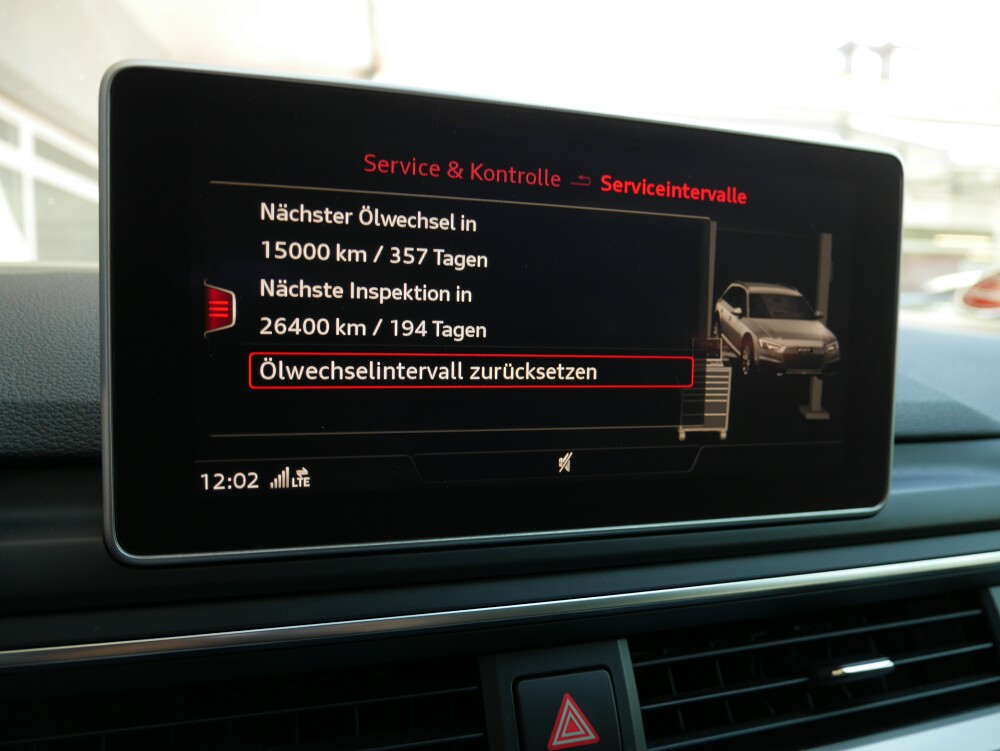 Service & Kontrolle Serviceintervalle
Nächster Ölwechsel in
15000 km / 357 Tagen
Nächste Inspektion in
26400 km / 194 Tagen
Ölwechselintervall zurücksetzen
12:02 LTE